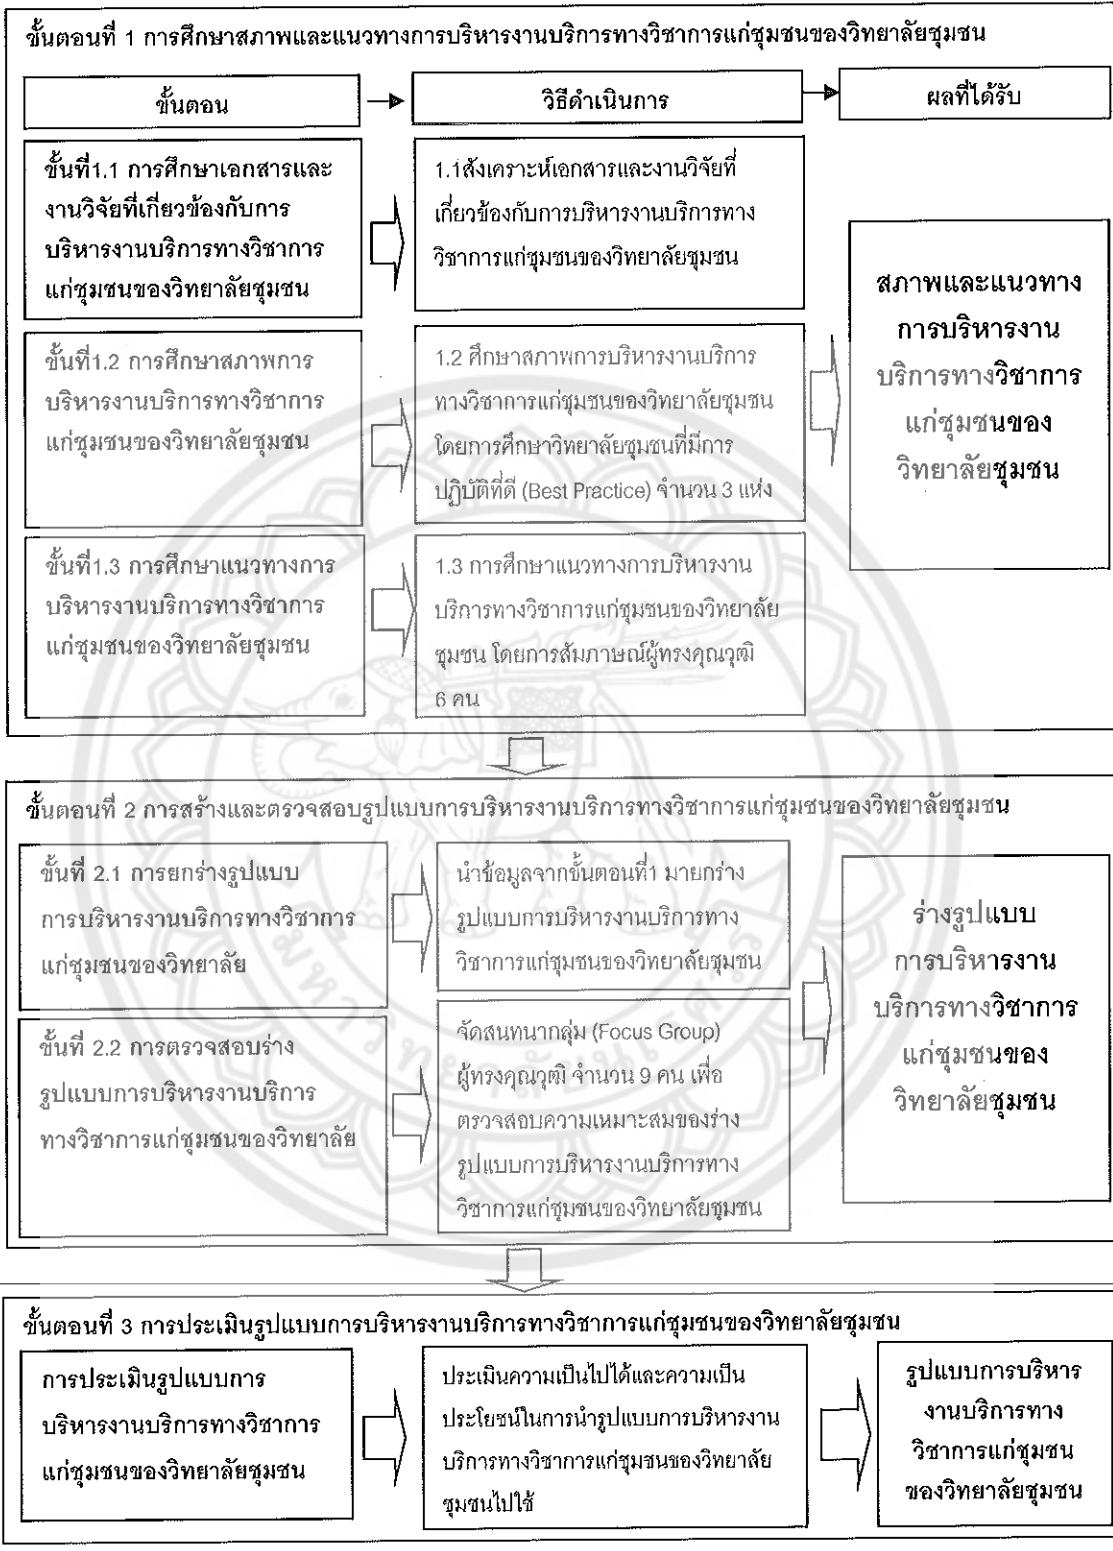 ขั้นตอนที่ 1 การศึกษาสภาพและแนวทางการบริหารงานบริการทางวิชาการแก่ชุมชนของวิทยาลัยชุมชน
ขั้นตอน
วิธีดำเนินการ
ผลที่ได้รับ
ขั้นที่1.1 การศึกษาเอกสารและ
งานวิจัยที่เกี่ยวข้องกับการ
บริหารงานบริการทางวิชาการ
แก่ชุมชนของวิทยาลัยชุมชน
1.1สังเคราะห์เอกสารและงานวิจัยที่
เกี่ยวข้องกับการบริหารงานบริการทาง
วิชาการแก่ชุมชนของวิทยาลัยชุมชน
ขั้นที่1.2 การศึกษาสภาพการ
บริหารงานบริการทางวิชาการ
แก่ชุมชนของวิทยาลัยชุมชน
1.2 ศึกษาสภาพการบริหารงานบริการ
ทางวิชาการแก่ชุมชนของวิทยาลัยชุมชน
โดยการศึกษาวิทยาลัยชุมชนที่มีการ
ปฏิบัติที่ดี (Best Practice) จำนวน 3 แห่ง
ขั้นที่1.3 การศึกษาแนวทางการ
บริหารงานบริการทางวิชาการ
แก่ชุมชนของวิทยาลัยชุมชน
1.3 การศึกษาแนวทางการบริหารงาน
บริการทางวิชาการแก่ชุมชนของวิทยาลัย
ชุมชน โดยการสัมภาษณ์ผู้ทรงคุณวุฒิ
6 คน
สภาพและแนวทาง
การบริหารงาน
บริการทางวิชาการ
แก่ชุมชนของ
วิทยาลัยชุมชน
ขั้นตอนที่ 2 การสร้างและตรวจสอบรูปแบบการบริหารงานบริการทางวิชาการแก่ชุมชนของวิทยาลัยชุมชน
ขั้นที่ 2.1 การยกร่างรูปแบบ
การบริหารงานบริการทางวิชาการ
แก่ชุมชนของวิทยาลัย
นำข้อมูลจากขั้นตอนที่1 มายกร่าง
รูปแบบการบริหารงานบริการทาง
วิชาการแก่ชุมชนของวิทยาลัยชุมชน
ขั้นที่ 2.2 การตรวจสอบร่าง
รูปแบบการบริหารงานบริการ
ทางวิชาการแก่ชุมชนของวิทยาลัย
จัดสนทนากลุ่ม (Focus Group)
ผู้ทรงคุณวุฒิ จำนวน 9 คน เพื่อ
ตรวจสอบความเหมาะสมของร่าง
รูปแบบการบริหารงานบริการทาง
วิชาการแก่ชุมชนของวิทยาลัยชุมชน
ร่างรูปแบบ
การบริหารงาน
บริการทางวิชาการ
แก่ชุมชนของ
วิทยาลัยชุมชน
มหาวิทยาลัยนเรศวร
ขั้นตอนที่ 3 การประเมินรูปแบบการบริหารงานบริการทางวิชาการแก่ชุมชนของวิทยาลัยชุมชน
การประเมินรูปแบบการ
บริหารงานบริการทางวิชาการ
แก่ชุมชนของวิทยาลัยชุมชน
ประเมินความเป็นไปได้และความเป็น
ประโยชน์ในการนำรูปแบบการบริหารงาน
บริการทางวิชาการแก่ชุมชนของวิทยาลัย
ชุมชนไปใช้
รูปแบบการบริหาร
งานบริการทาง
วิชาการแก่ชุมชน
ของวิทยาลัยชุมชน